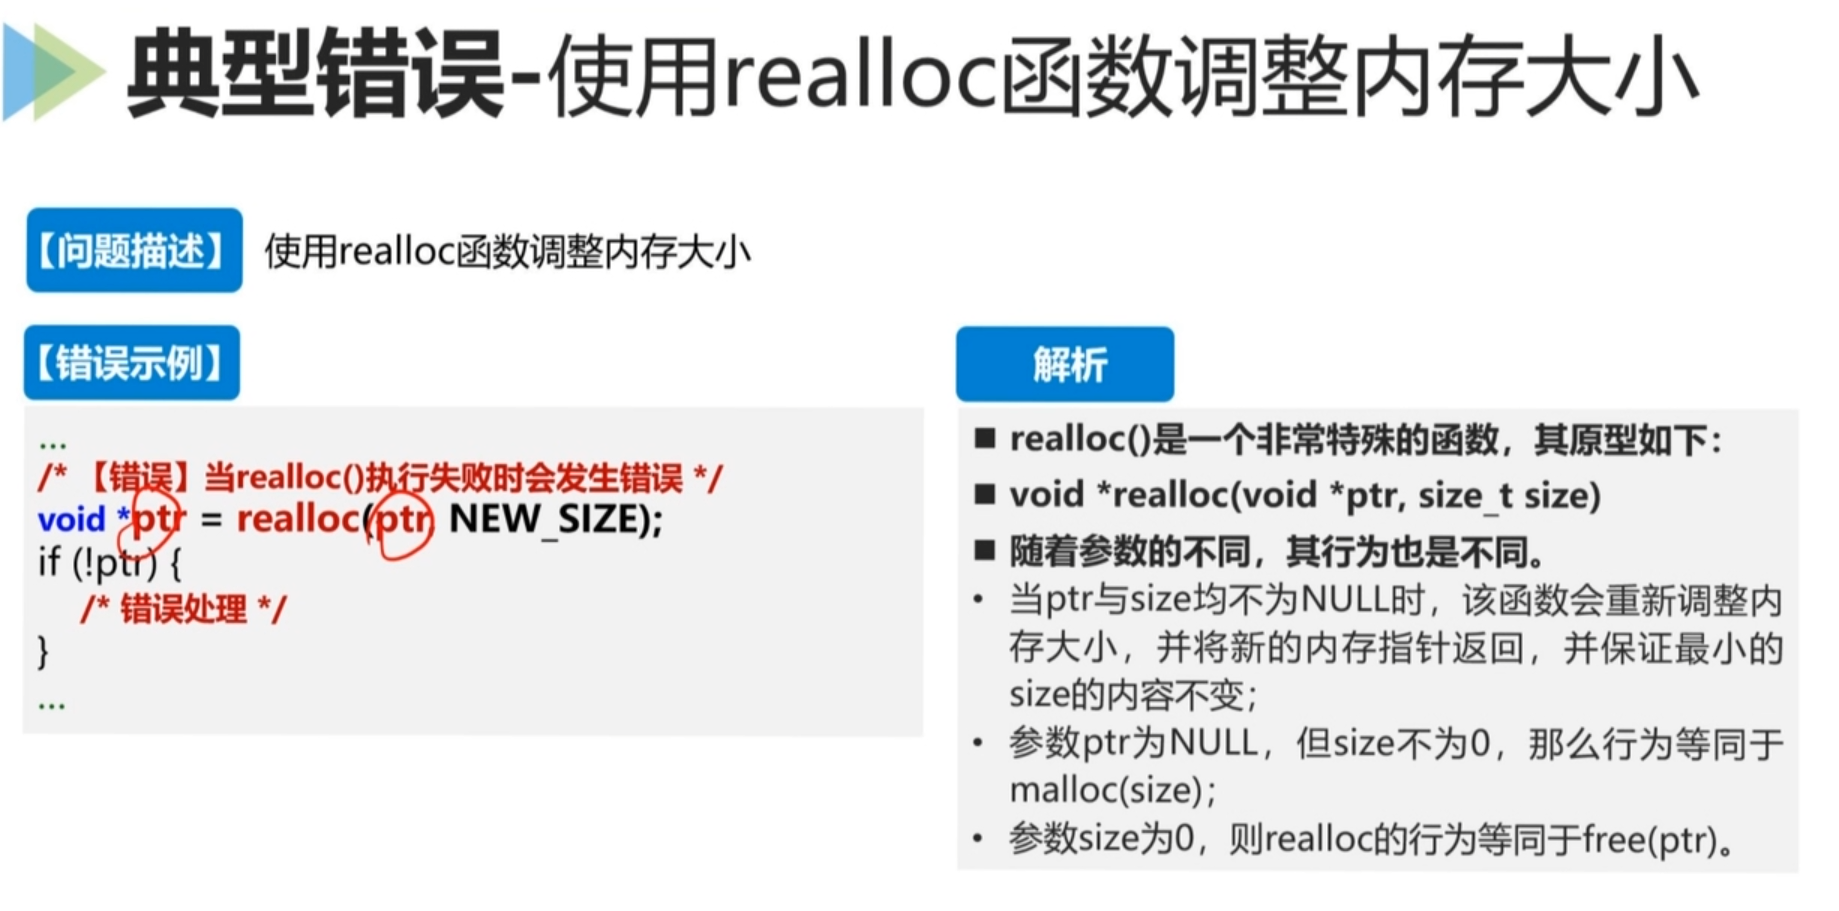 典型错误-使用realloc函数调整内存大小
【问题描述】 使用realloc函数调整内存大小
【错误示例】
...
/* 【错误】当realloc()执行失败时会发生错误 */
void *ptr = realloc(ptr, NEW_SIZE);
if (!ptr) {
/* 错误处理 */
}
...
解析
■ realloc()是一个非常特殊的函数，其原型如下：
■ void *realloc(void *ptr, size_t size)
■ 随着参数的不同，其行为也是不同。
• 当ptr与size均不为NULL时，该函数会重新调整内
存大小，并将新的内存指针返回，并保证最小的
size的内容不变；
• 参数ptr为NULL，但size不为0，那么行为等同于
malloc(size)；
• 参数size为0，则realloc的行为等同于free(ptr)。